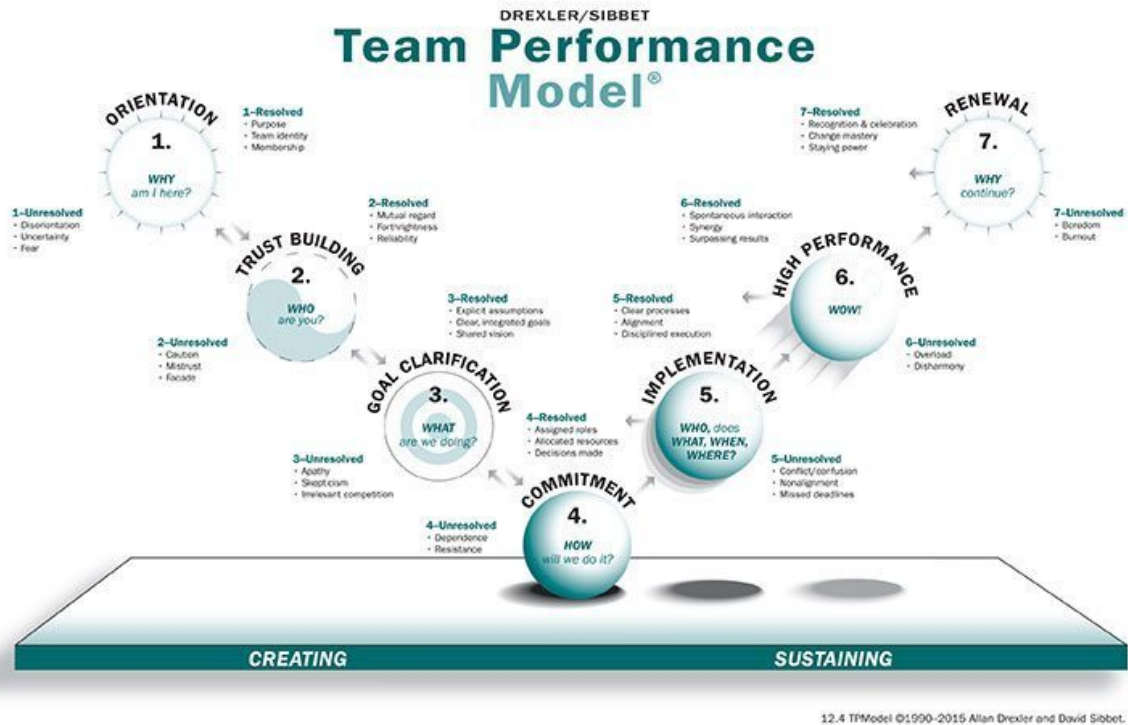 DREXLER/SIBBET
Team Performance
Model®
ORIENTATION
1.
WHY
am I here?
1–Resolved
• Purpose
• Team identity
• Membership
1–Unresolved
• Disorientation
• Uncertainty
• Fear
TRUST BUILDING
2.
WHO
are you?
2–Resolved
• Mutual regard
• Forthrightness
• Reliability
2–Unresolved
• Caution
• Mistrust
• Facade
GOAL CLARIFICATION
3.
WHAT
are we doing?
3–Resolved
• Explicit assumptions
• Clear, integrated goals
• Shared vision
3–Unresolved
• Apathy
• Skepticism
• Irrelevant competition
COMMITMENT
4.
HOW
will we do it?
4–Resolved
• Assigned roles
• Allocated resources
• Decisions made
4–Unresolved
• Dependence
• Resistance
IMPLEMENTATION
5.
WHO, does
WHAT, WHEN,
WHERE?
5–Resolved
• Clear processes
• Alignment
• Disciplined execution
5–Unresolved
• Conflict/confusion
• Nonalignment
• Missed deadlines
HIGH PERFORMANCE
6.
WOW!
6–Resolved
• Spontaneous interaction
• Synergy
• Surpassing results
6–Unresolved
• Overload
• Disharmony
RENEWAL
7.
WHY
continue?
7–Resolved
• Recognition & celebration
• Change mastery
• Staying power
7–Unresolved
• Boredom
• Burnout
CREATING
SUSTAINING
12.4 TPModel ©1990–2015 Allan Drexler and David Sibbet.